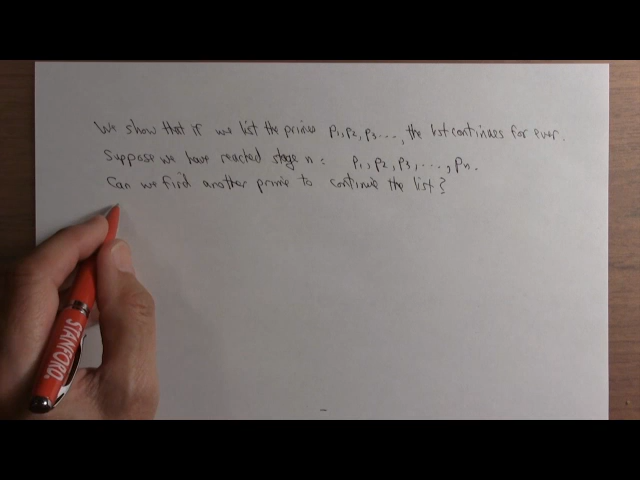 We show that if we list the primes p₁, p₂, p₃ ..., the list continues for ever.
Suppose we have reached stage n : p₁, p₂, p₃, ...., pₙ.
Can we find another prime to continue the list?
STANFORD